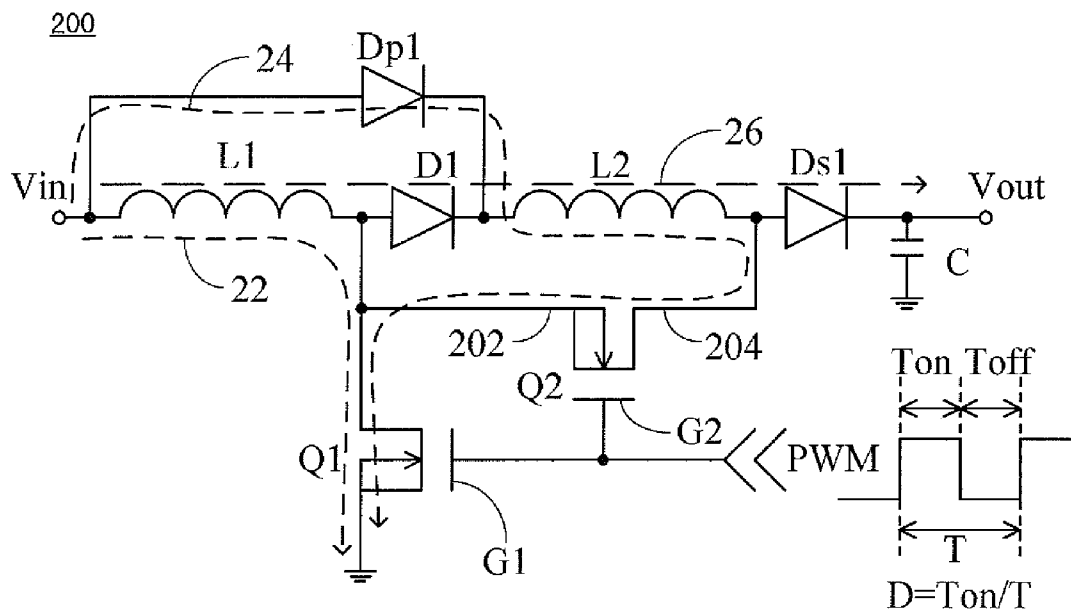 200
Dp1
24
L1
D1
L2
26
Ds1
Vin
Vout
22
C
202
204
Ton
Toff
Q2
G2
Q1
PWM
G1
T
D=Ton/T